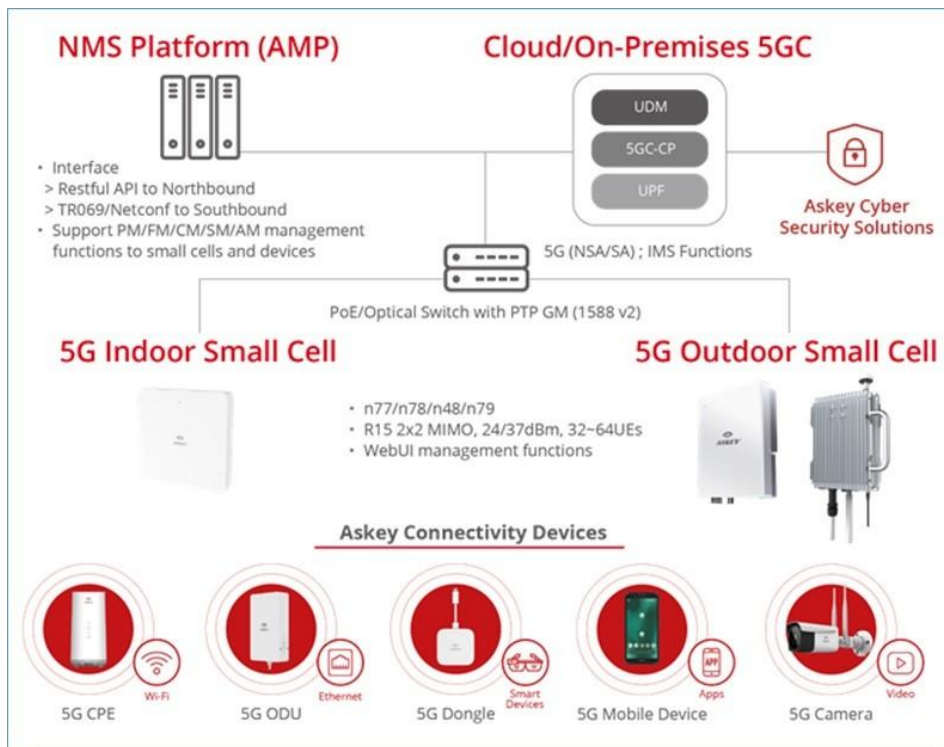 NMS Platform (AMP)
Cloud/On-Premises 5GC
UDM
5GC-CP
UPF
• Interface
> Restful API to Northbound
> TR069/Netconf to Southbound
• Support PM/FM/CM/SM/AM management
functions to small cells and devices
Askey Cyber
Security Solutions
5G (NSA/SA) ; IMS Functions
PoE/Optical Switch with PTP GM (1588 v2)
5G Indoor Small Cell
5G Outdoor Small Cell
• n77/n78/n48/n79
• R15 2x2 MIMO, 24/37dBm, 32~64UEs
• WebUI management functions
ASKEY
Askey Connectivity Devices
Wi-Fi
Ethernet
Smart
Devices
APP
Apps
Video
5G CPE
5G ODU
5G Dongle
5G Mobile Device
5G Camera